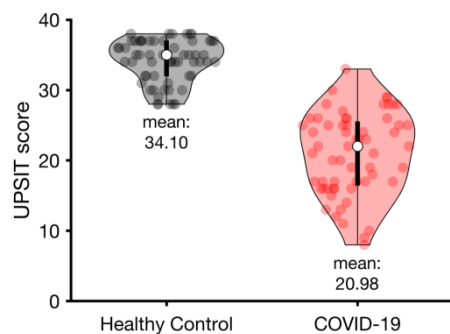 UPSIT score
40
30
20
10
0
mean:
34.10
mean:
20.98
Healthy Control
COVID-19